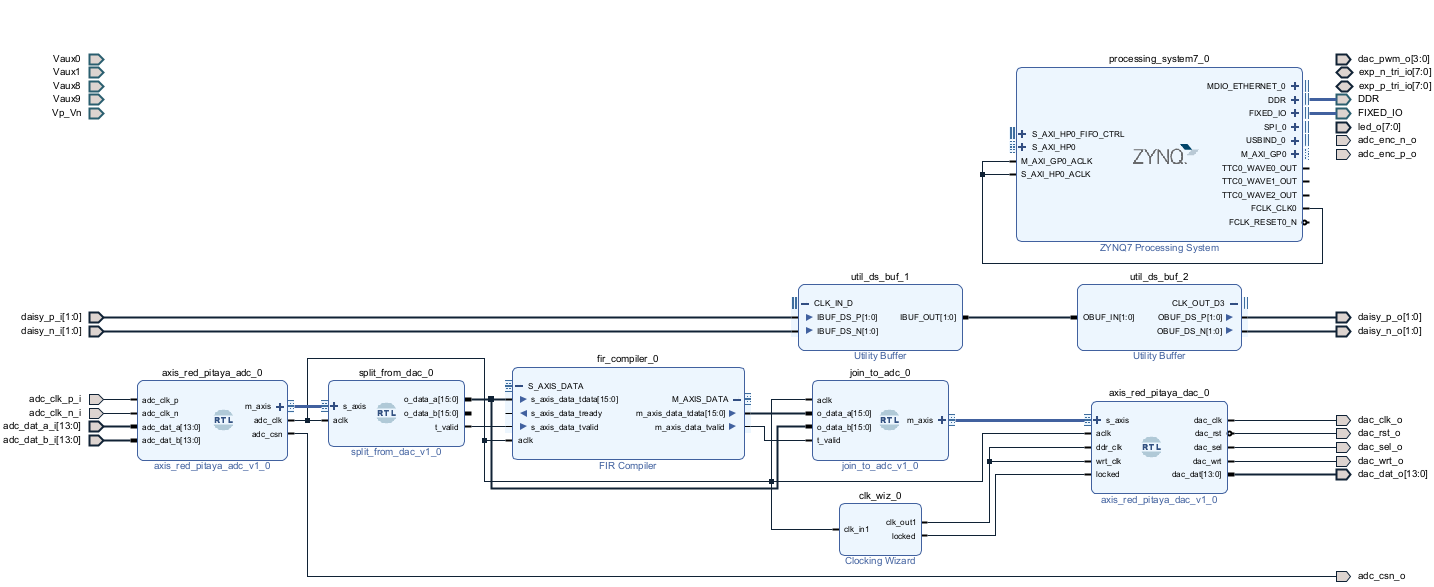 Vaux0
Vaux1
Vaux8
Vaux9
Vp_Vn
processing_system7_0
S_AXI_HP0_FIFO_CTRL
S_AXI_HP0
M_AXI_GP0_ACLK
S_AXI_HP0_ACLK
ZYNQ
MDIO_ETHERNET_0
DDR
FIXED_IO
SPI_0
USBIND_0
M_AXI_GP0
TTC0_WAVE0_OUT
TTC0_WAVE1_OUT
TTC0_WAVE2_OUT
FCLK_CLK0
FCLK_RESET0_N
ZYNQ7 Processing System
dac_pwm_o[3:0]
exp_n_tri_io[7:0]
exp_p_tri_io[7:0]
DDR
FIXED_IO
led_o[7:0]
adc_enc_n_o
adc_enc_p_o
daisy_p_i[1:0]
daisy_n_i[1:0]
util_ds_buf_1
CLK_IN_D
IBUF_DS_P[1:0]
IBUF_DS_N[1:0]
IBUF_OUT[1:0]
Utility Buffer
util_ds_buf_2
OBUF_IN[1:0]
CLK_OUT_D3
OBUF_DS_P[1:0]
OBUF_DS_N[1:0]
Utility Buffer
daisy_p_o[1:0]
daisy_n_o[1:0]
adc_clk_p_i
adc_clk_n_i
adc_dat_a_i[13:0]
adc_dat_b_i[13:0]
axis_red_pitaya_adc_0
adc_clk_p
adc_clk_n
adc_dat_a[13:0]
adc_dat_b[13:0]
RTL
m_axis
adc_clk
adc_csn
axis_red_pitaya_adc_v1_0
split_from_dac_0
s_axis
aclk
RTL
o_data_a[15:0]
o_data_b[15:0]
t_valid
split_from_dac_v1_0
fir_compiler_0
S_AXIS_DATA
s_axis_data_tdata[15:0]
s_axis_data_tready
s_axis_data_tvalid
aclk
M_AXIS_DATA
m_axis_data_tdata[15:0]
m_axis_data_tvalid
FIR Compiler
join_to_adc_0
aclk
o_data_a[15:0]
o_data_b[15:0]
t_valid
RTL
m_axis
join_to_adc_v1_0
clk_wiz_0
clk_in1
clk_out1
locked
Clocking Wizard
axis_red_pitaya_dac_0
s_axis
aclk
ddr_clk
wrt_clk
locked
RTL
dac_clk
dac_rst
dac_sel
dac_wrt
dac_dat[13:0]
axis_red_pitaya_dac_v1_0
dac_clk_o
dac_rst_o
dac_sel_o
dac_wrt_o
dac_dat_o[13:0]
adc_csn_o